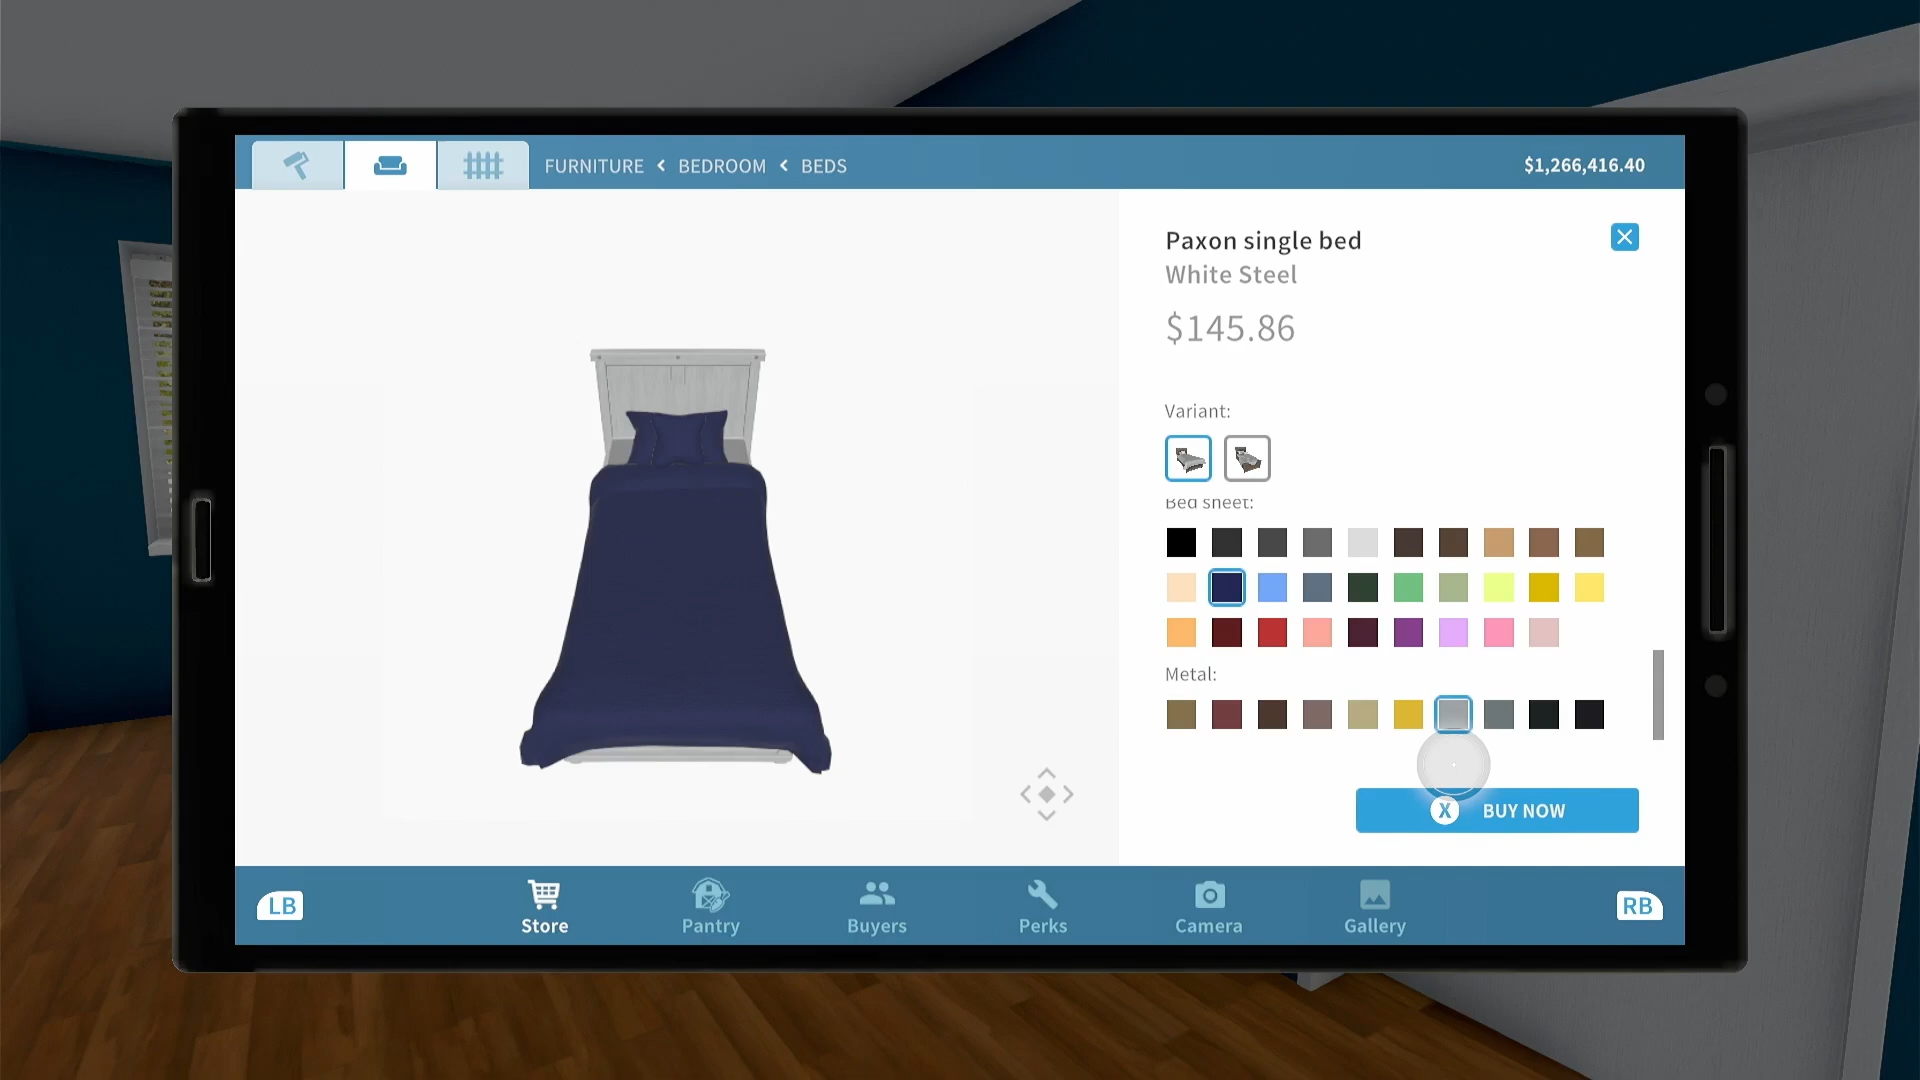 FURNITURE < BEDROOM < BEDS
$1,266,416.40
Paxon single bed
White Steel
$145.86
Variant:
Bed sheet:
Metal:
X BUY NOW
LB
Store
Pantry
Buyers
Perks
Camera
Gallery
RB